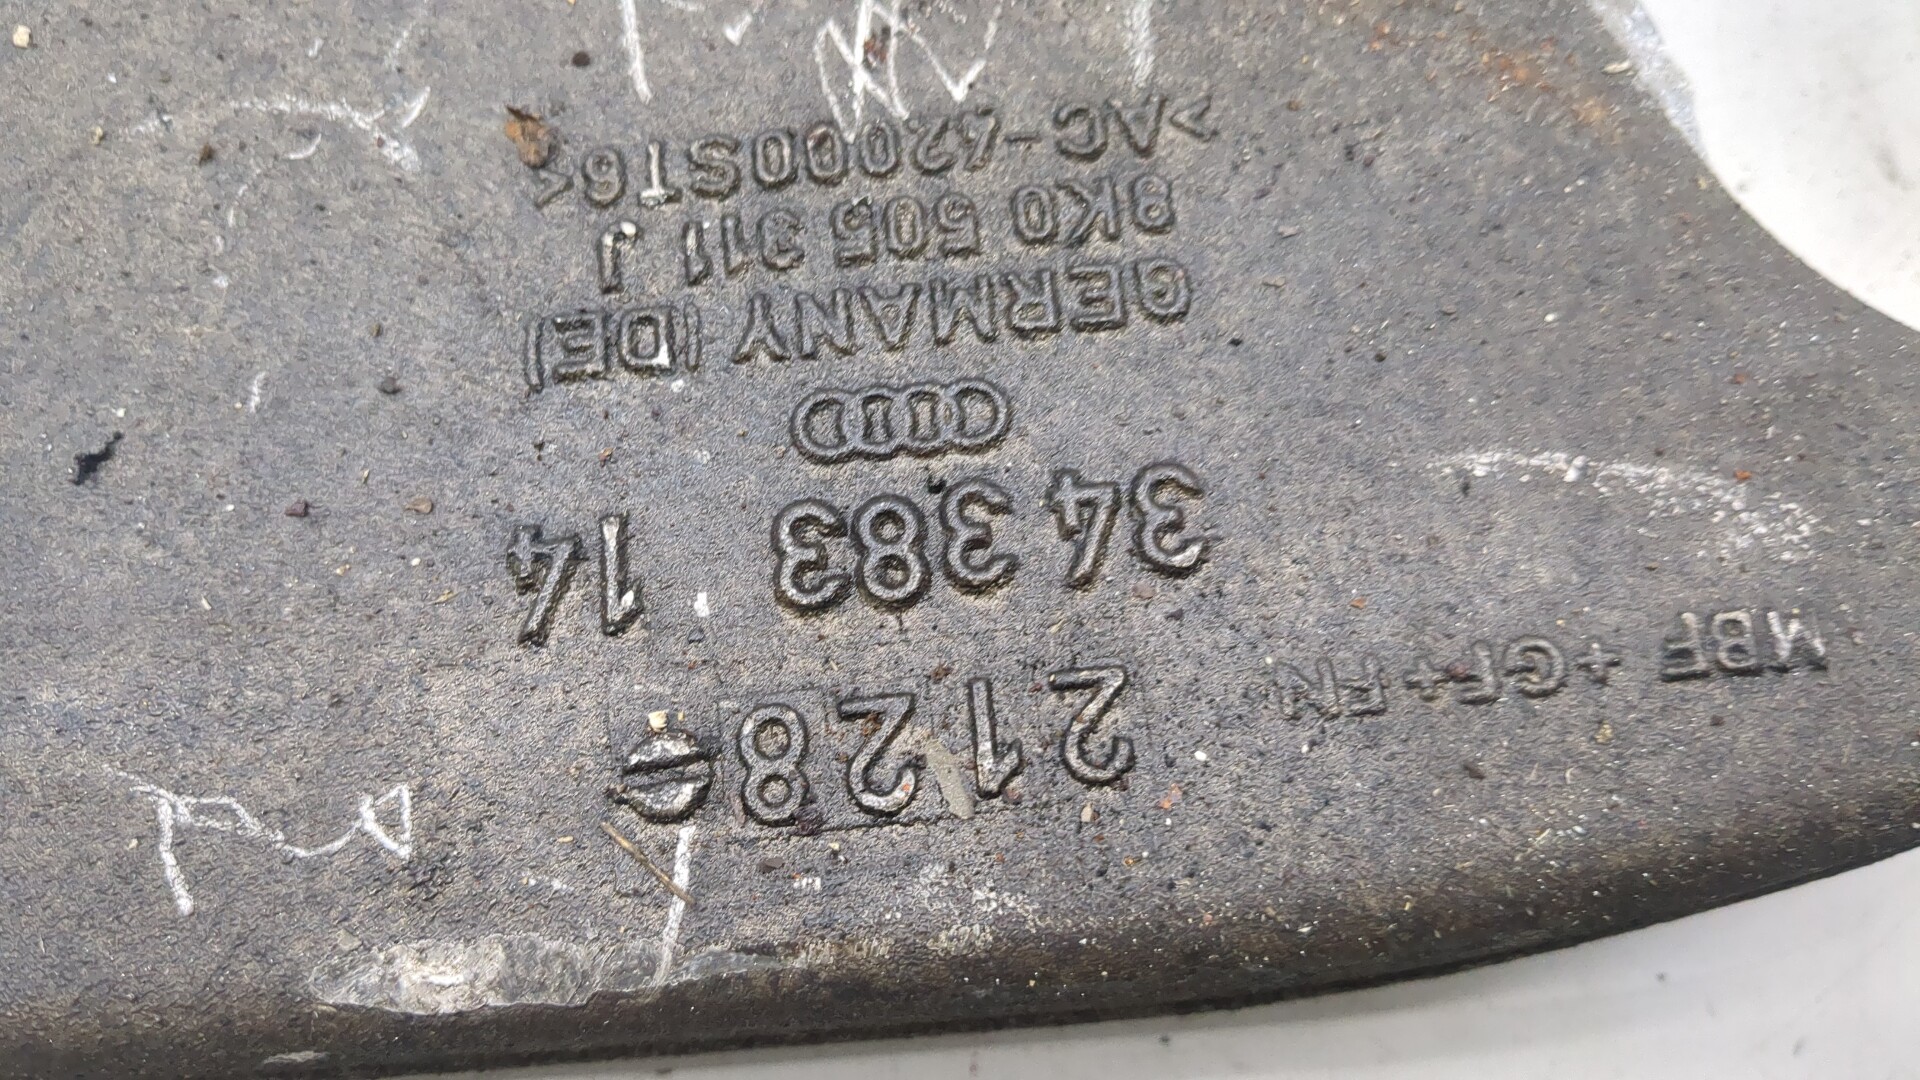 MBF +GF+ FN
2128
34 383 14
GERMANY (DE)
8K0 505 311 J
>AC-42000ST6<